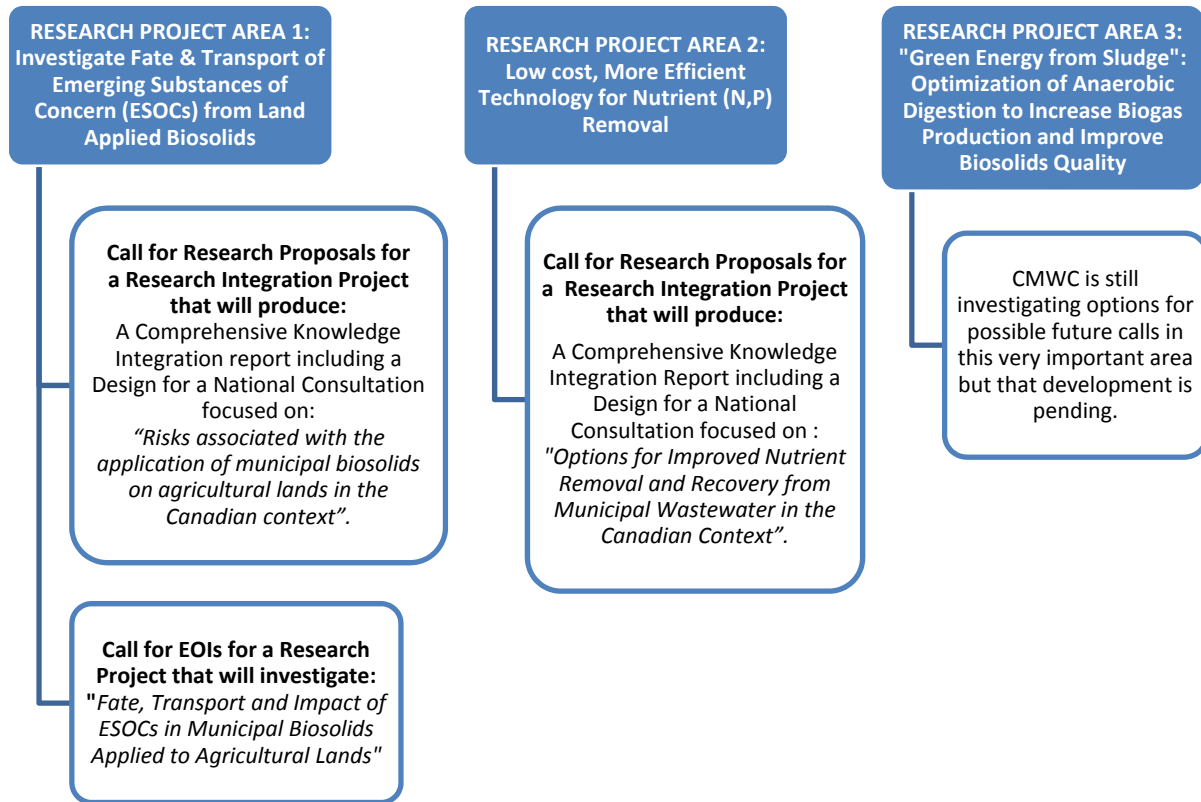 RESEARCH PROJECT AREA 1:
Investigate Fate & Transport of
Emerging Substances of
Concern (ESOCs) from Land
Applied Biosolids
Call for Research Proposals for
a Research Integration Project
that will produce:
A Comprehensive Knowledge
Integration report including a
Design for a National Consultation
focused on:
“Risks associated with the
application of municipal biosolids
on agricultural lands in the
Canadian context”.
Call for EOIs for a Research
Project that will investigate:
"Fate, Transport and Impact of
ESOCs in Municipal Biosolids
Applied to Agricultural Lands"
RESEARCH PROJECT AREA 2:
Low cost, More Efficient
Technology for Nutrient (N,P)
Removal
Call for Research Proposals for
a Research Integration Project
that will produce:
A Comprehensive Knowledge
Integration Report including a
Design for a National
Consultation focused on :
"Options for Improved Nutrient
Removal and Recovery from
Municipal Wastewater in the
Canadian Context”.
RESEARCH PROJECT AREA 3:
"Green Energy from Sludge":
Optimization of Anaerobic
Digestion to Increase Biogas
Production and Improve
Biosolids Quality
CMWC is still
investigating options for
possible future calls in
this very important area
but that development is
pending.